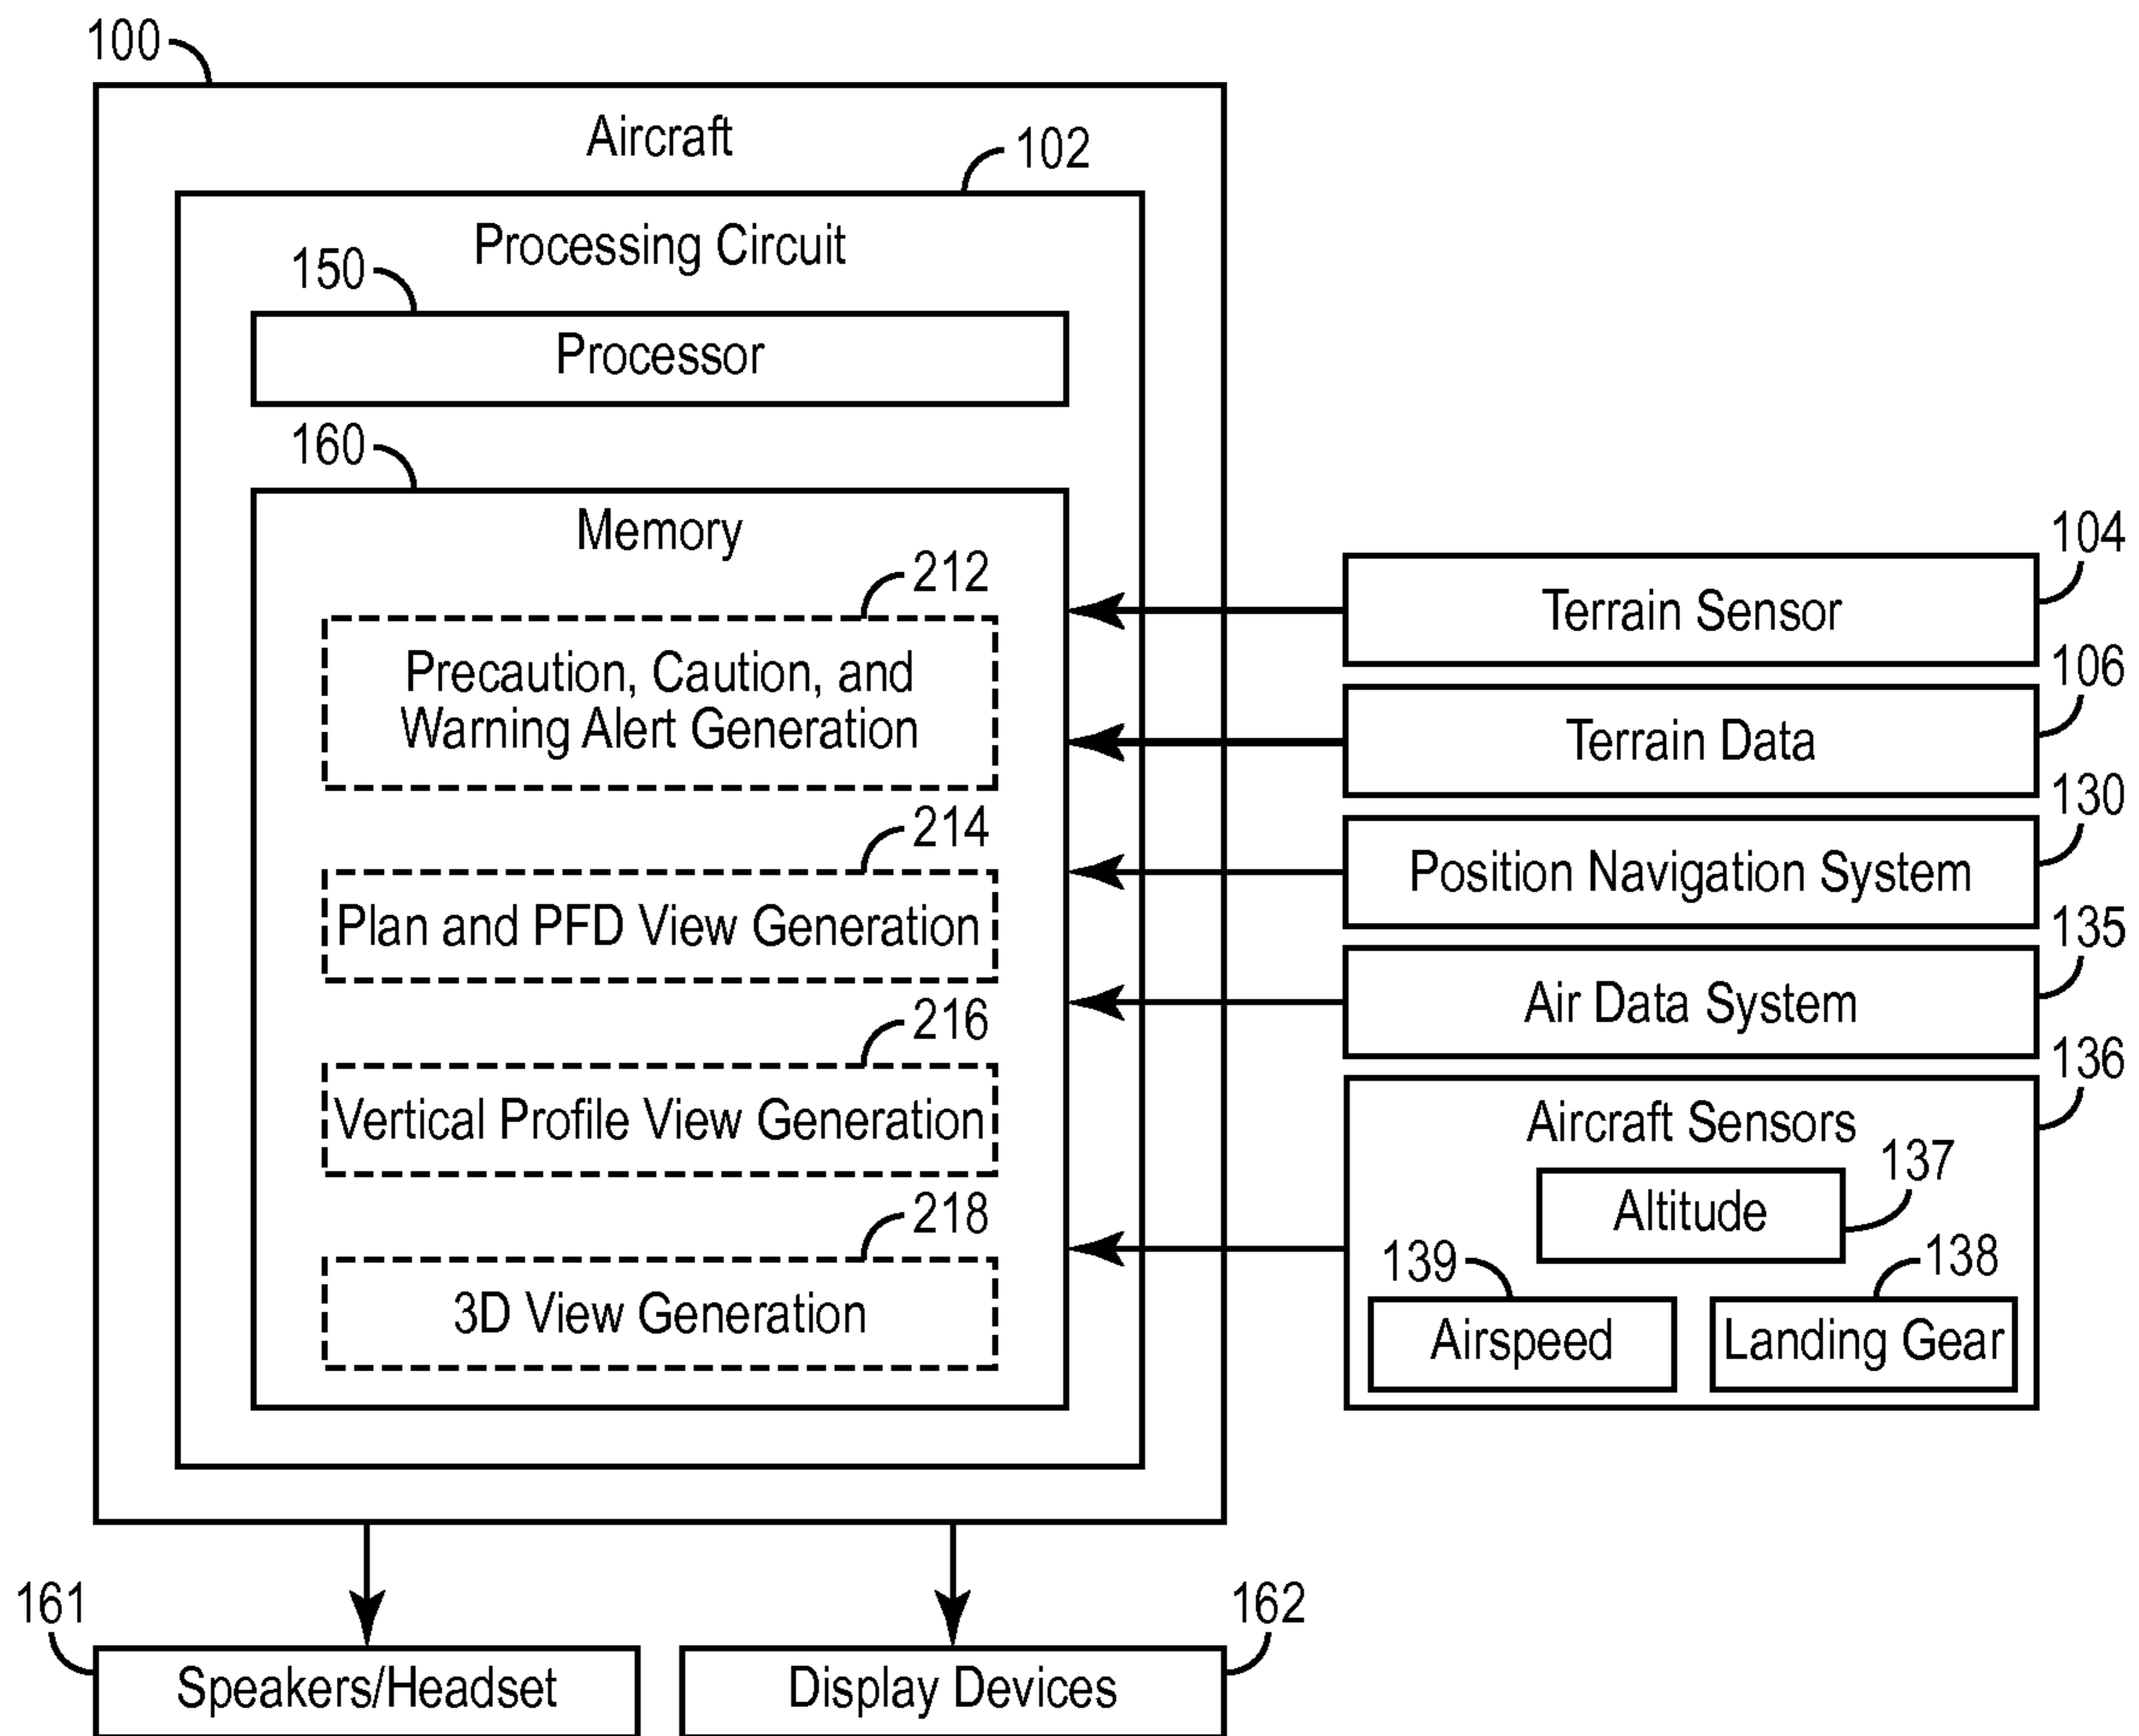 100
Aircraft
102
Processing Circuit
150
Processor
160
Memory
212
Precaution, Caution, and
Warning Alert Generation
214
Plan and PFD View Generation
216
Vertical Profile View Generation
218
3D View Generation
104
Terrain Sensor
106
Terrain Data
130
Position Navigation System
135
Air Data System
136
Aircraft Sensors
137
Altitude
139
138
Airspeed
Landing Gear
161
162
Speakers/Headset
Display Devices